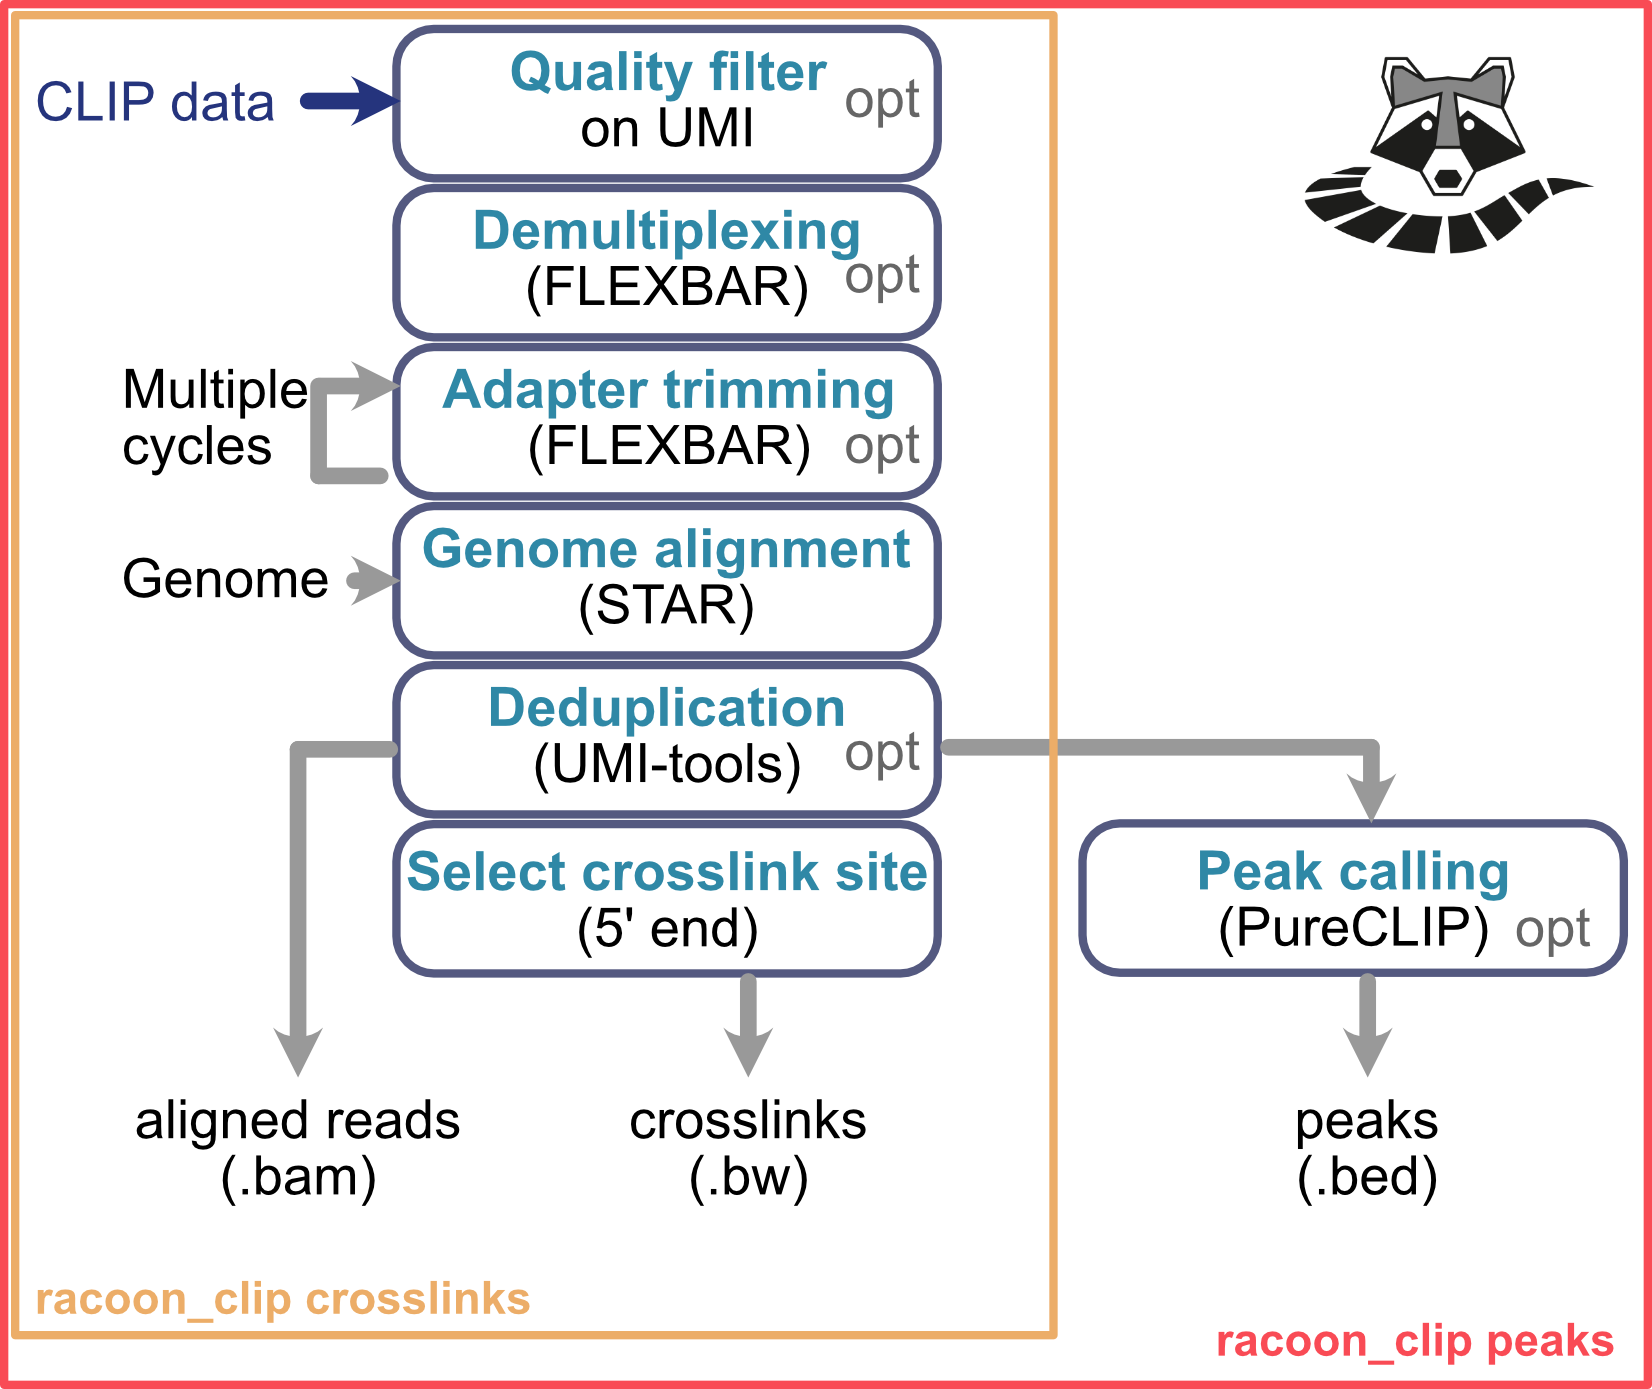 CLIP data
Quality filter
on UMI
opt
Demultiplexing
(FLEXBAR)
opt
Multiple
cycles
Adapter trimming
(FLEXBAR)
opt
Genome
Genome alignment
(STAR)
Deduplication
(UMI-tools)
opt
Select crosslink site
(5' end)
Peak calling
(PureCLIP)
opt
aligned reads
(.bam)
crosslinks
(.bw)
peaks
(.bed)
racoon_clip crosslinks
racoon_clip peaks